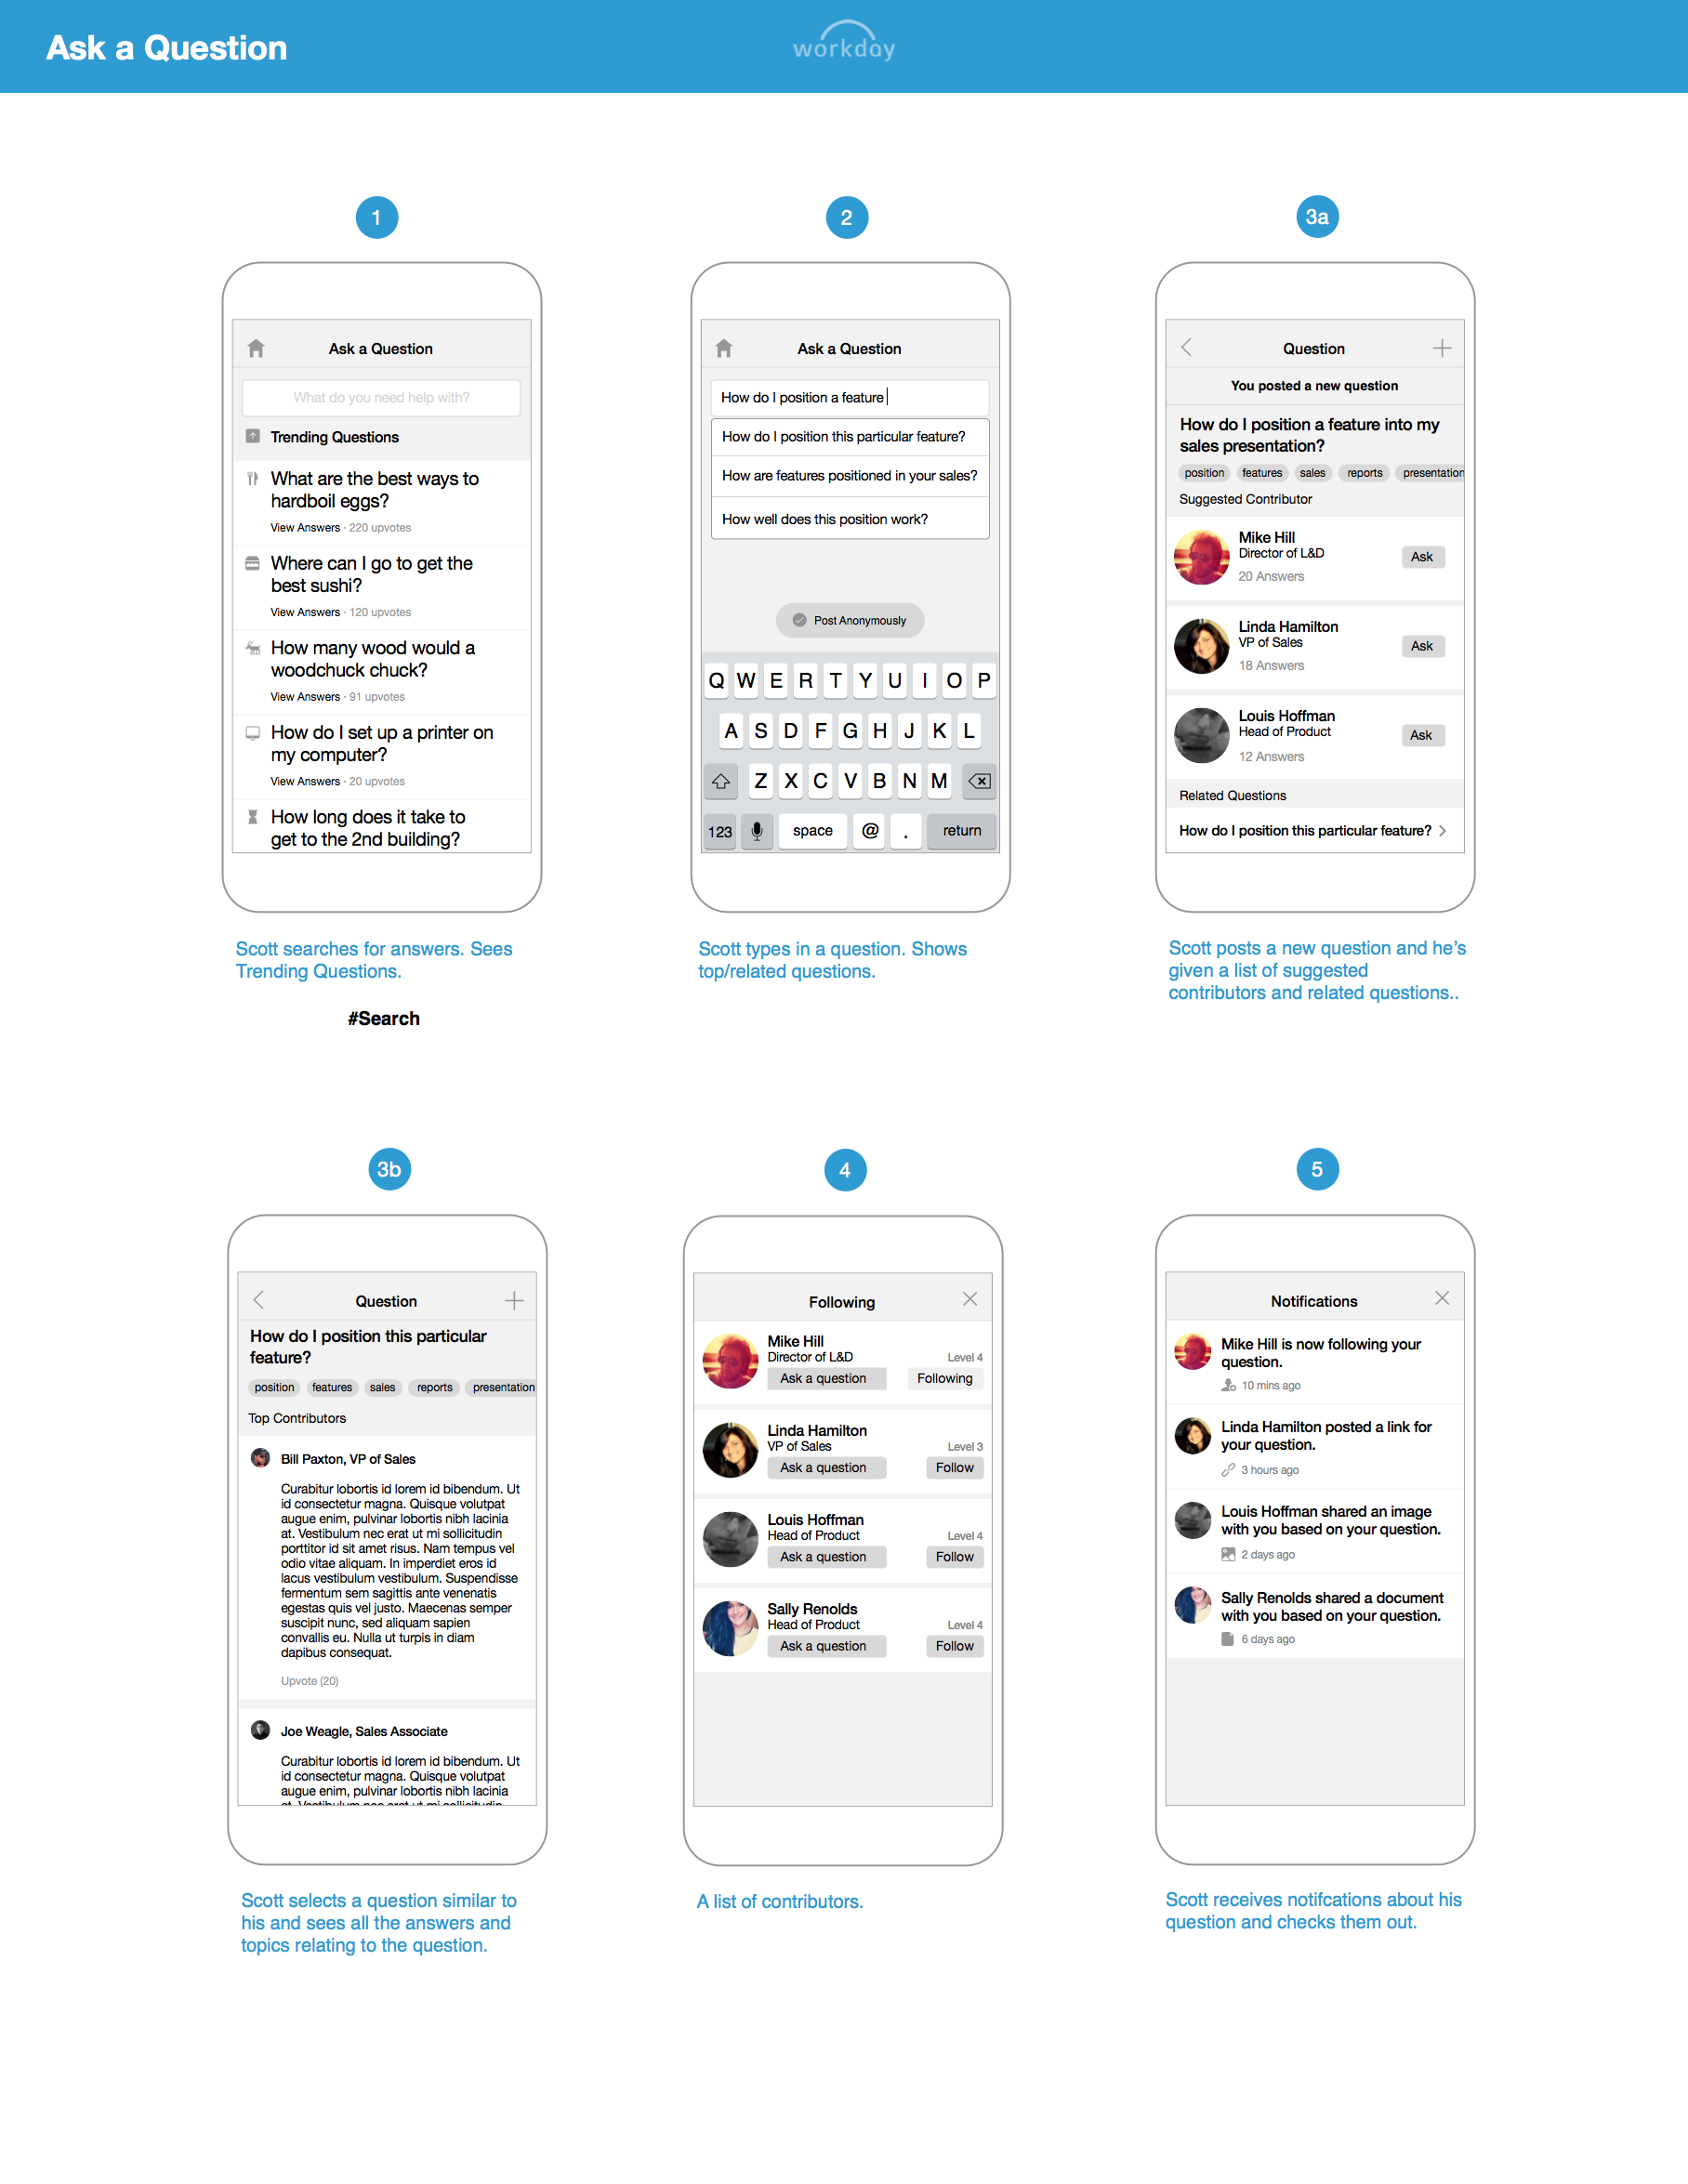 Ask a Question
workday
1
Ask a Question
What do you need help with?
Trending Questions
What are the best ways to
hardboil eggs?
View Answers · 220 upvotes
Where can I go to get the
best sushi?
View Answers · 120 upvotes
How many wood would a
woodchuck chuck?
View Answers · 91 upvotes
How do I set up a printer on
my computer?
View Answers · 20 upvotes
How long does it take to
get to the 2nd building?
Scott searches for answers. Sees
Trending Questions.
#Search
2
Ask a Question
How do I position a feature
How do I position this particular feature?
How are features positioned in your sales?
How well does this position work?
Post Anonymously
Q W E R T Y U I O P
A S D F G H J K L
Z X C V B N M
123 space @ . return
Scott types in a question. Shows
top/related questions.
3a
Question
You posted a new question
How do I position a feature into my
sales presentation?
position features sales reports presentation
Suggested Contributor
Mike Hill
Director of L&D
20 Answers
Ask
Linda Hamilton
VP of Sales
18 Answers
Ask
Louis Hoffman
Head of Product
12 Answers
Ask
Related Questions
How do I position this particular feature?
Scott posts a new question and he's
given a list of suggested
contributors and related questions..
3b
Question
How do I position this particular
feature?
position features sales reports presentation
Top Contributors
Bill Paxton, VP of Sales
Curabitur lobortis id lorem id bibendum. Ut
id consectetur magna. Quisque volutpat
augue enim, pulvinar lobortis nibh lacinia
at. Vestibulum nec erat ut mi sollicitudin
porttitor id sit amet risus. Nam tempus vel
odio vitae aliquam. In imperdiet eros id
lacus vestibulum vestibulum. Suspendisse
fermentum sem sagittis ante venenatis
egestas quis vel justo. Maecenas semper
suscipit nunc, sed aliquam sapien
convallis eu. Nulla ut turpis in diam
dapibus consequat.
Upvote (20)
Joe Weagle, Sales Associate
Curabitur lobortis id lorem id bibendum. Ut
id consectetur magna. Quisque volutpat
augue enim, pulvinar lobortis nibh lacinia
at. Vestibulum nec erat ut mi sollicitudin
Scott selects a question similar to
his and sees all the answers and
topics relating to the question.
4
Following
Mike Hill
Director of L&D
Level 4
Ask a question
Following
Linda Hamilton
VP of Sales
Level 3
Ask a question
Follow
Louis Hoffman
Head of Product
Level 4
Ask a question
Follow
Sally Renolds
Head of Product
Level 4
Ask a question
Follow
A list of contributors.
5
Notifications
Mike Hill is now following your
question.
10 mins ago
Linda Hamilton posted a link for
your question.
3 hours ago
Louis Hoffman shared an image
with you based on your question.
2 days ago
Sally Renolds shared a document
with you based on your question.
6 days ago
Scott receives notifcations about his
question and checks them out.